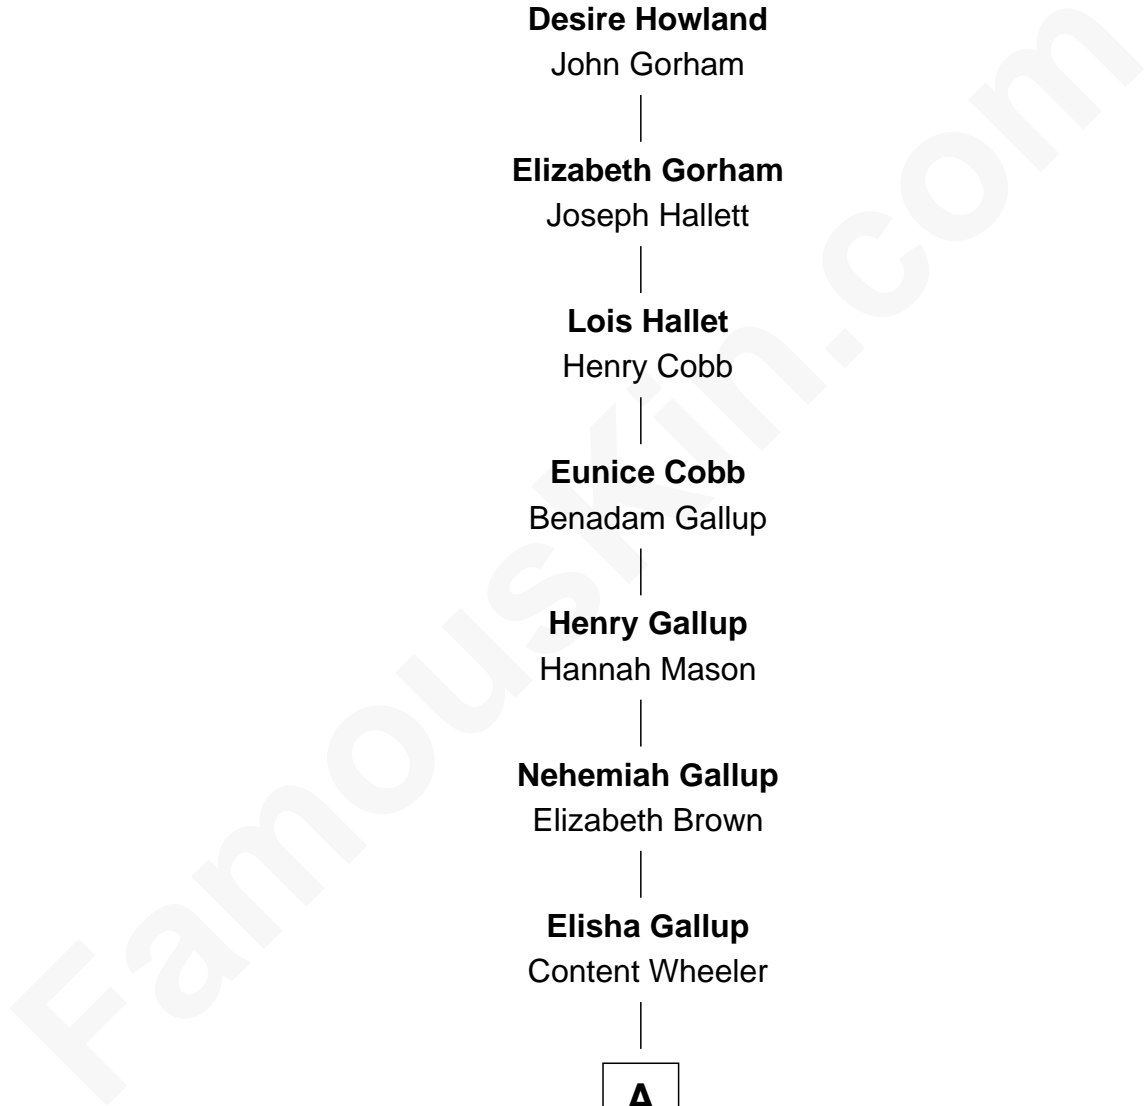 Desire Howland
John Gorham
Elizabeth Gorham
Joseph Hallett
Lois Hallet
Henry Cobb
Eunice Cobb
Benadam Gallup
Henry Gallup
Hannah Mason
Nehemiah Gallup
Elizabeth Brown
Elisha Gallup
Content Wheeler
A
FamousKin.com